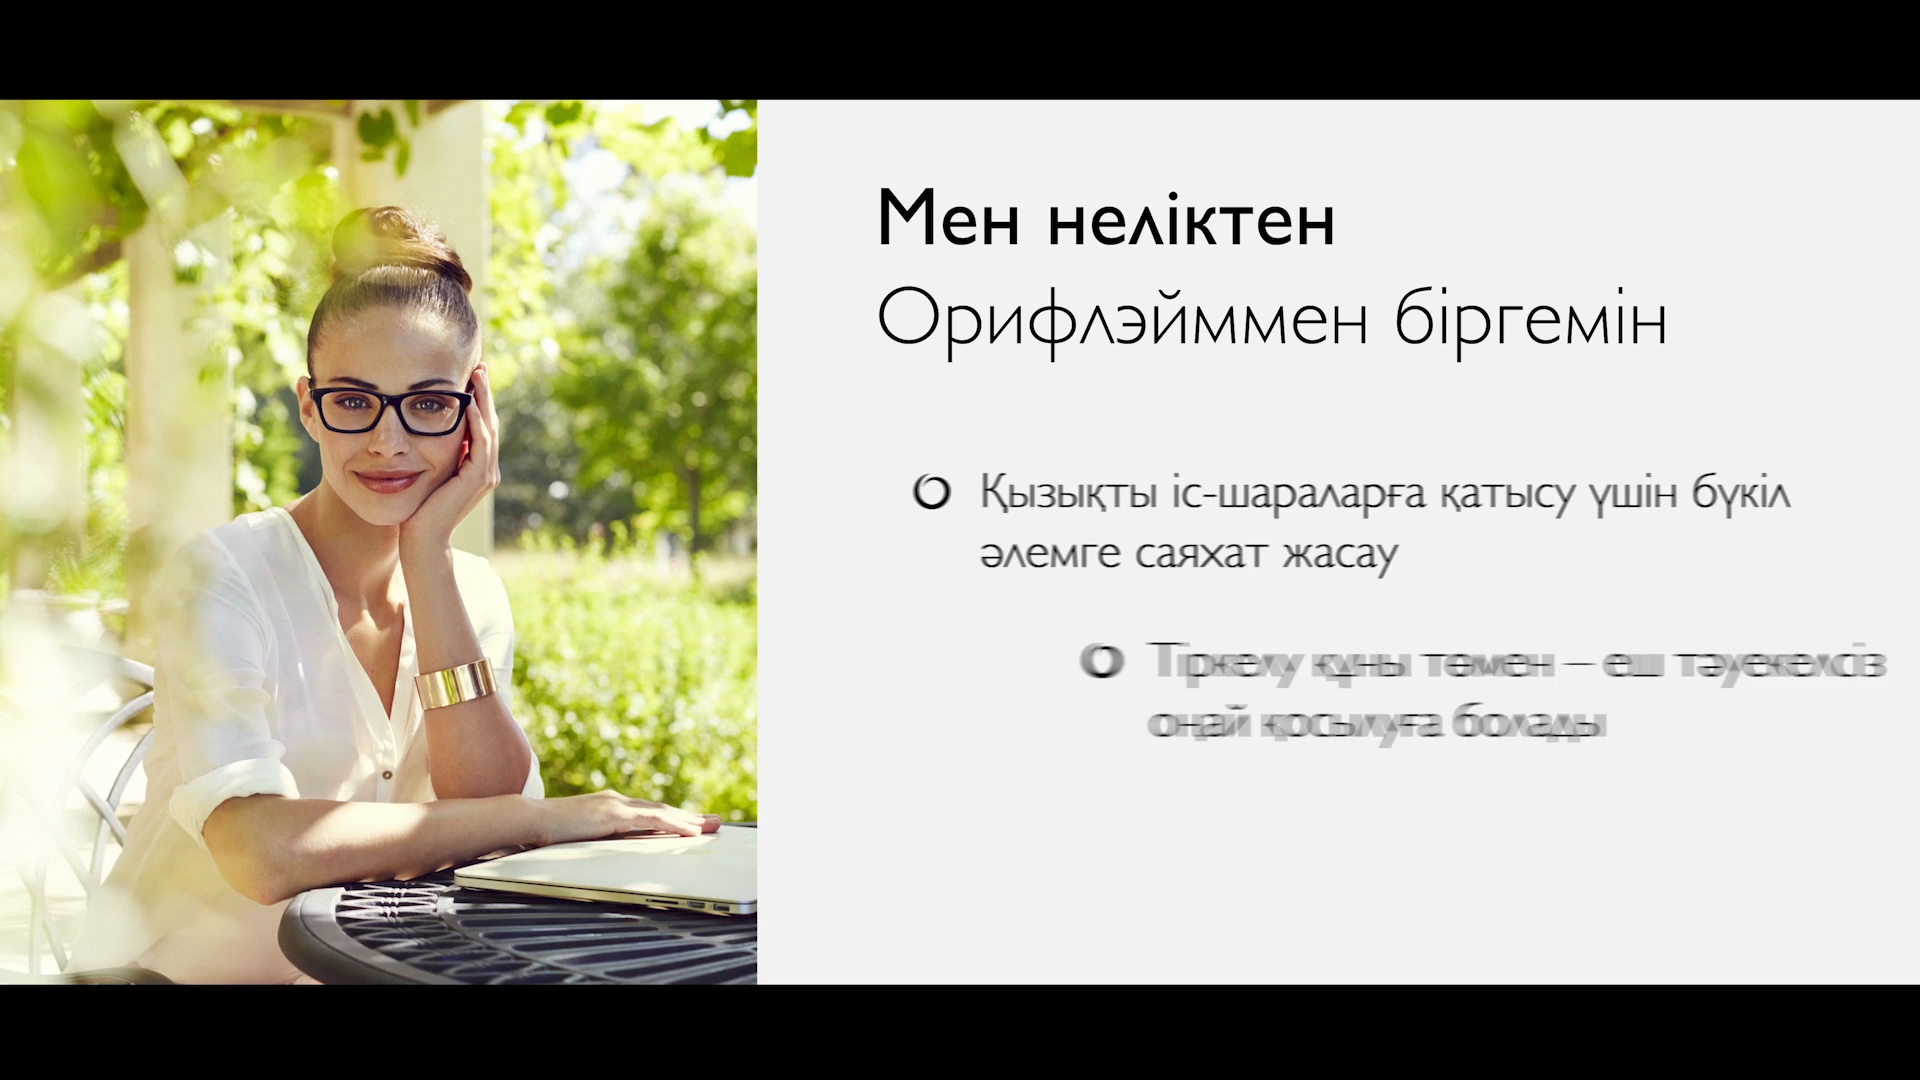 Мен неліктен
Орифлэйммен біргемін
Қызықты іс-шараларға қатысу үшін бүкіл
әлемге саяхат жасау
Тіркелу құны төмен – еш тәуекелсіз
оңай қосылуға болады